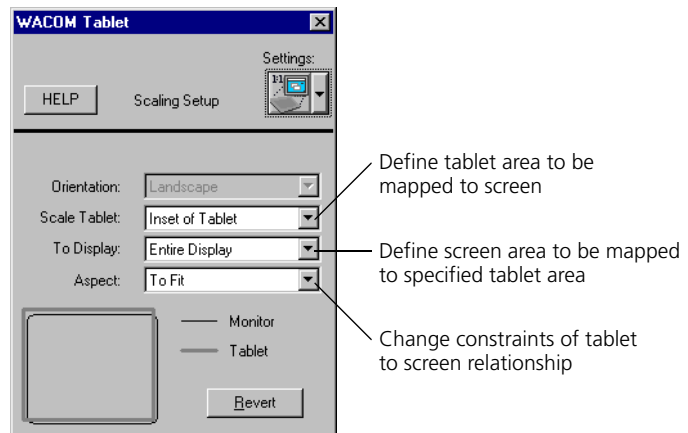 WACOM Tablet
Settings:
1:1
HELP
Scaling Setup
Orientation: Landscape
Scale Tablet: Inset of Tablet
To Display: Entire Display
Aspect: To Fit
Monitor
Tablet
Revert
Define tablet area to be
mapped to screen
Define screen area to be mapped
to specified tablet area
Change constraints of tablet
to screen relationship